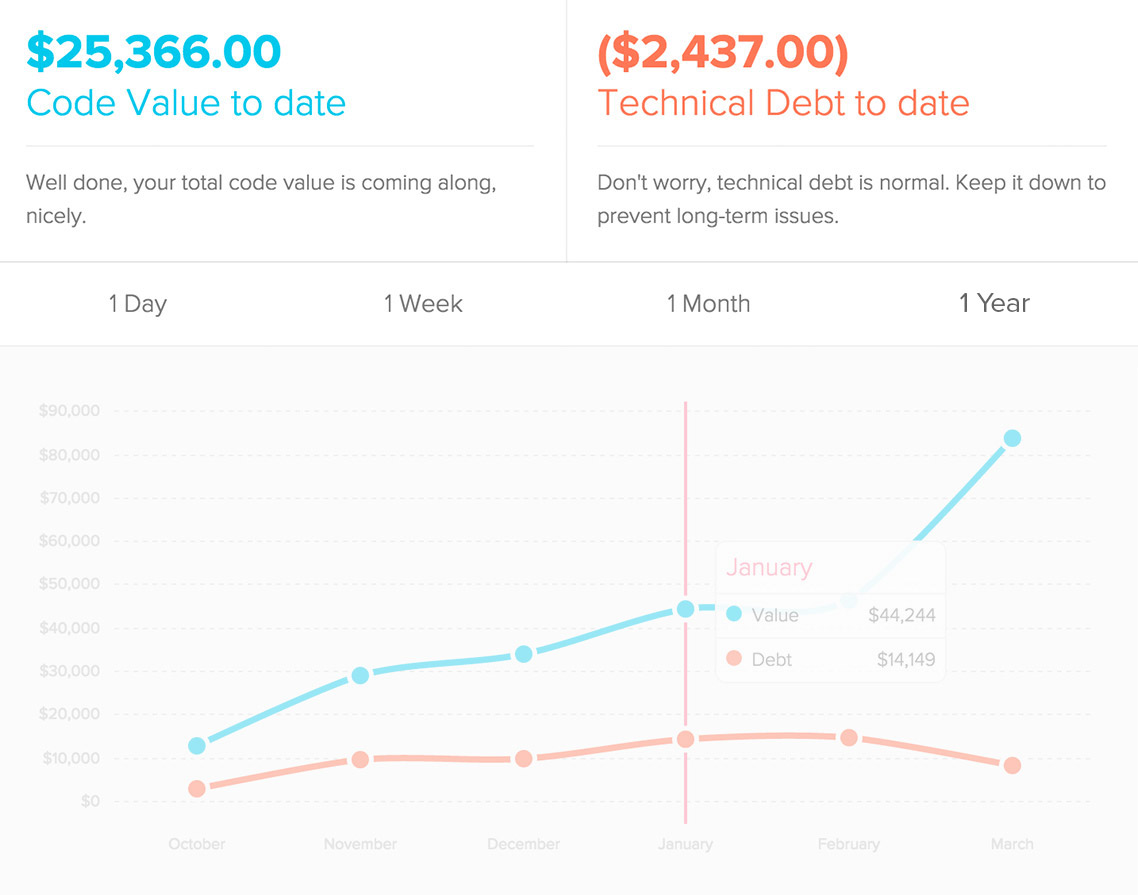 $25,366.00
Code Value to date
Well done, your total code value is coming along,
nicely.
($2,437.00)
Technical Debt to date
Don't worry, technical debt is normal. Keep it down to
prevent long-term issues.
1 Day
1 Week
1 Month
1 Year
$90,000
$80,000
$70,000
$60,000
$50,000
$40,000
$30,000
$20,000
$10,000
$0
January
Value $44,244
Debt $14,149
October
November
December
January
February
March